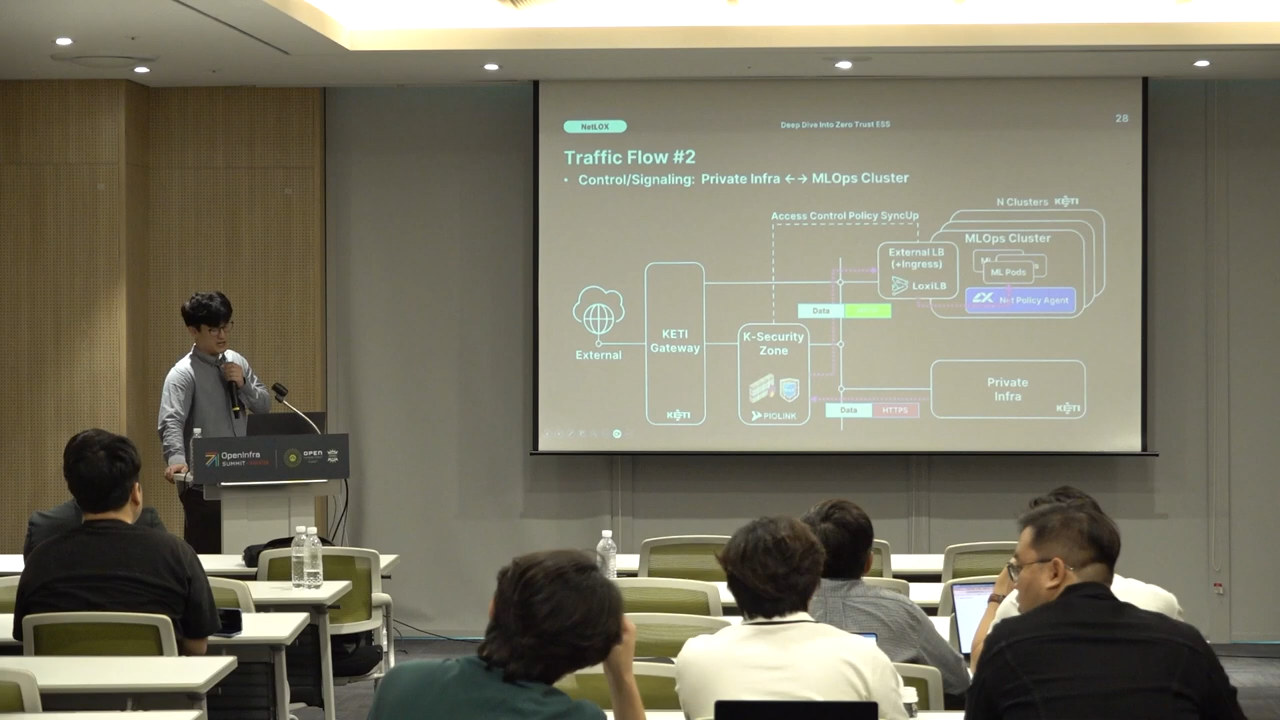 NetLOX
Deep Dive Into Zero Trust ESS
28
Traffic Flow #2
• Control/Signaling: Private Infra ←→ MLOps Cluster
N Clusters KETI
Access Control Policy SyncUp
MLOps Cluster
External LB
(+Ingress)
LoxiLB
ML Pods
Net Policy Agent
Data
External
KETI
Gateway
KETI
K-Security
Zone
PIOLINK
Private
Infra
KETI
Data HTTPS
OpenInfra
SUMMIT
OPEN